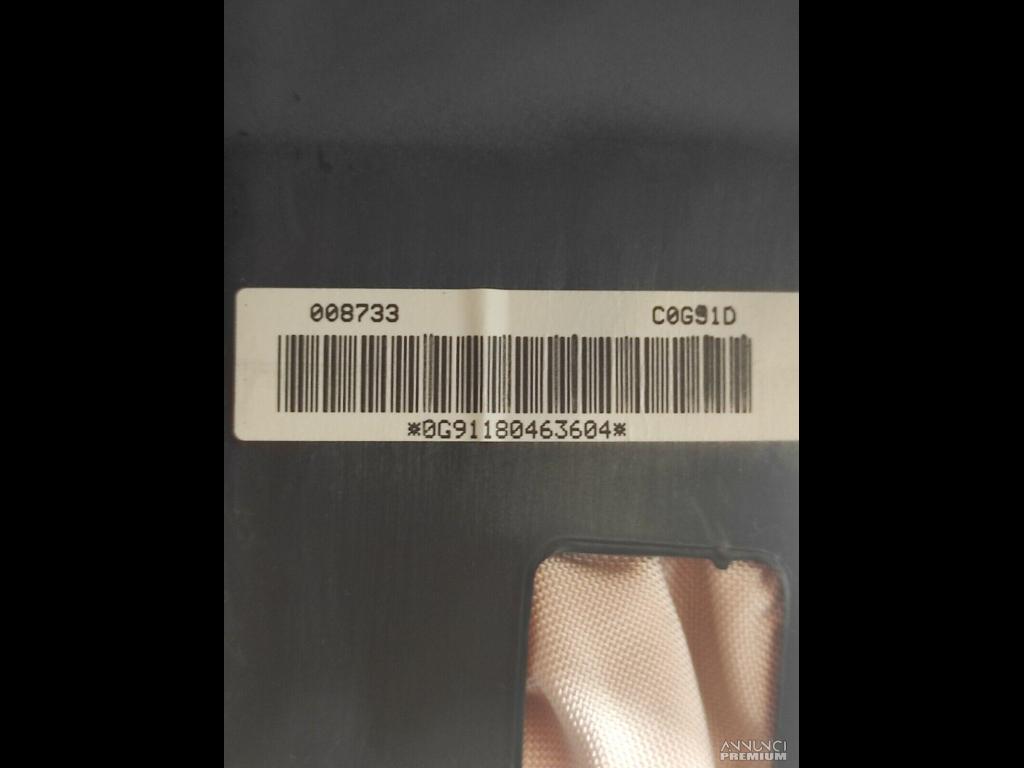 008733 C0G91D
*0G91180463604*
ANNUNCI
PREMIUM